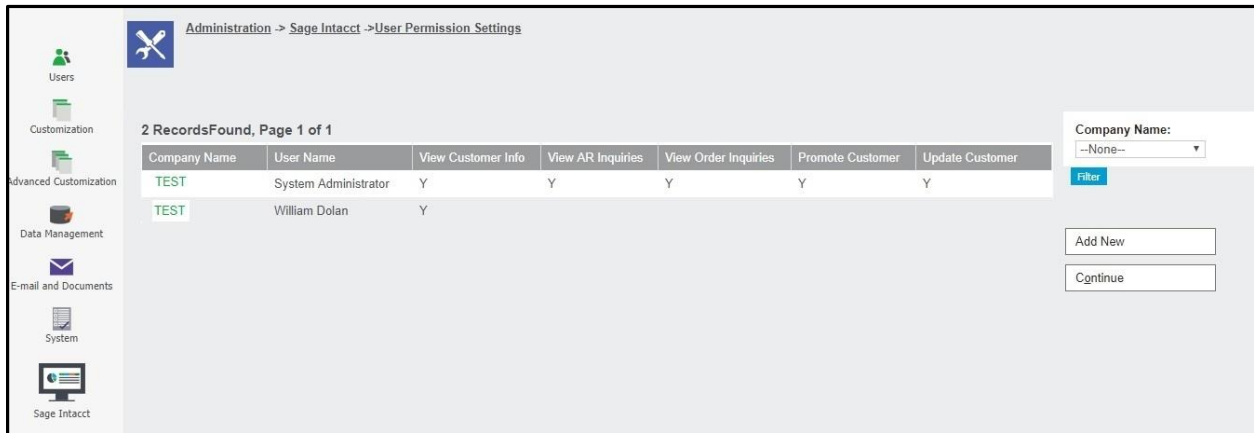 Administration -> Sage Intacct ->User Permission Settings
Users
Customization
Advanced Customization
Data Management
E-mail and Documents
System
Sage Intacct
2 RecordsFound, Page 1 of 1
Company Name User Name View Customer Info View AR Inquiries View Order Inquiries Promote Customer Update Customer
TEST System Administrator Y Y Y Y Y
TEST William Dolan Y
Company Name:
--None--
Filter
Add New
Continue